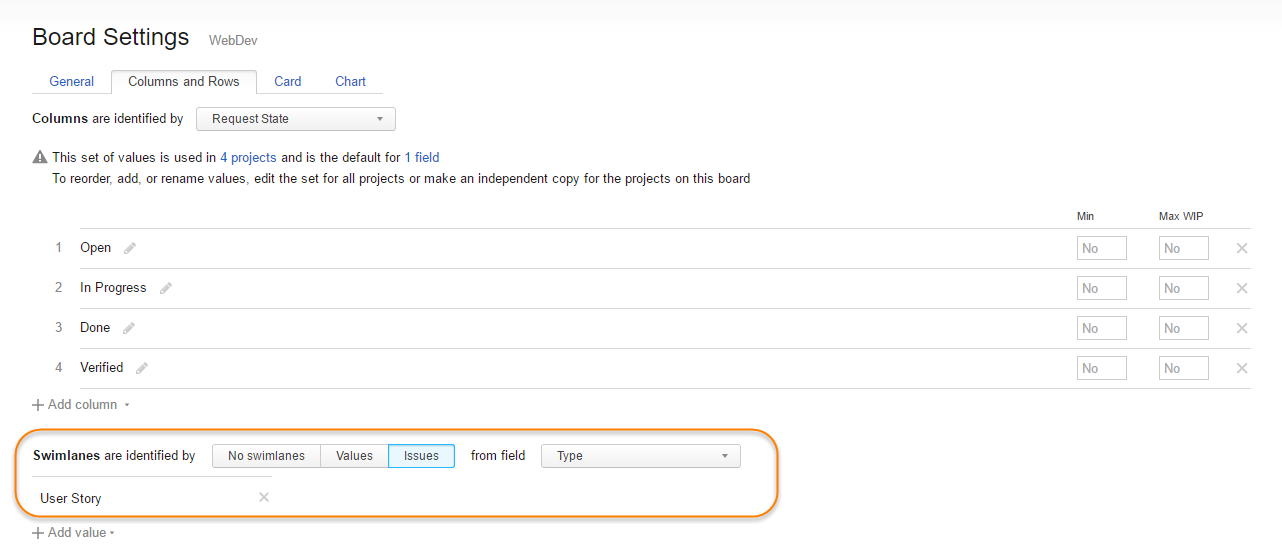 Board Settings WebDev
General Columns and Rows Card Chart
Columns are identified by Request State
This set of values is used in 4 projects and is the default for 1 field
To reorder, add, or rename values, edit the set for all projects or make an independent copy for the projects on this board
Min Max WIP
1 Open No No
2 In Progress No No
3 Done No No
4 Verified No No
Add column
Swimlanes are identified by No swimlanes Values Issues from field Type
User Story
Add value